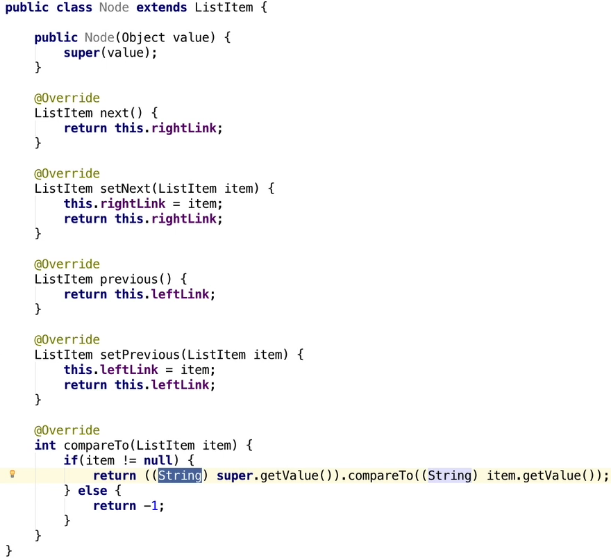 public class Node extends ListItem {
public Node(Object value) {
super(value);
}
@Override
ListItem next() {
return this.rightLink;
}
@Override
ListItem setNext(ListItem item) {
this.rightLink = item;
return this.rightLink;
}
@Override
ListItem previous() {
return this.leftLink;
}
@Override
ListItem setPrevious(ListItem item) {
this.leftLink = item;
return this.leftLink;
}
@Override
int compareTo(ListItem item) {
if(item != null) {
return ((String) super.getValue()).compareTo((String) item.getValue());
} else {
return -1;
}
}
}